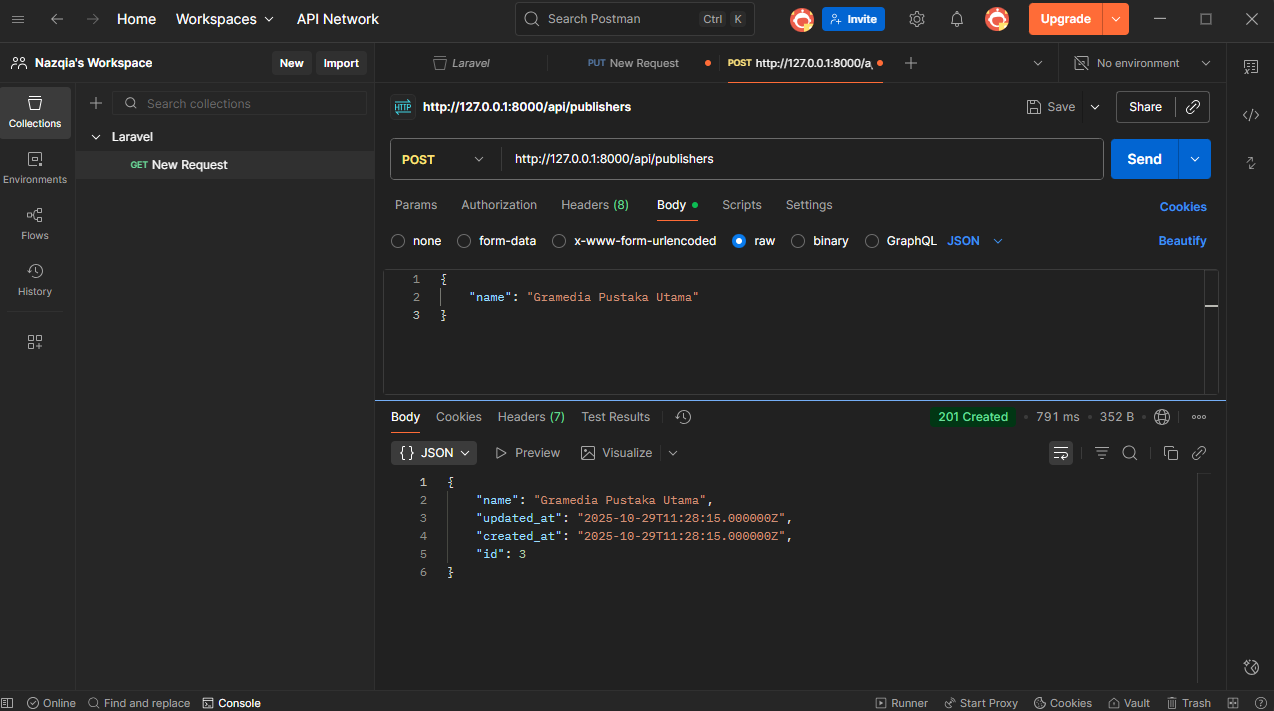 Home Workspaces API Network Search Postman Ctrl K Invite Upgrade
Nazqia's Workspace New Import Laravel PUT New Request POST http://127.0.0.1:8000/a No environment
Collections Search collections HTTP http://127.0.0.1:8000/api/publishers Save Share
Laravel
GET New Request POST http://127.0.0.1:8000/api/publishers Send
Environments
Flows Params Authorization Headers (8) Body Scripts Settings Cookies
none form-data x-www-form-urlencoded raw binary GraphQL JSON Beautify
History
1 {
2 "name": "Gramedia Pustaka Utama"
3 }
Body Cookies Headers (7) Test Results 201 Created 791 ms 352 B
{} JSON Preview Visualize
1 {
2 "name": "Gramedia Pustaka Utama",
3 "updated_at": "2025-10-29T11:28:15.000000Z",
4 "created_at": "2025-10-29T11:28:15.000000Z",
5 "id": 3
6 }
Online Find and replace Console Runner Start Proxy Cookies Vault Trash